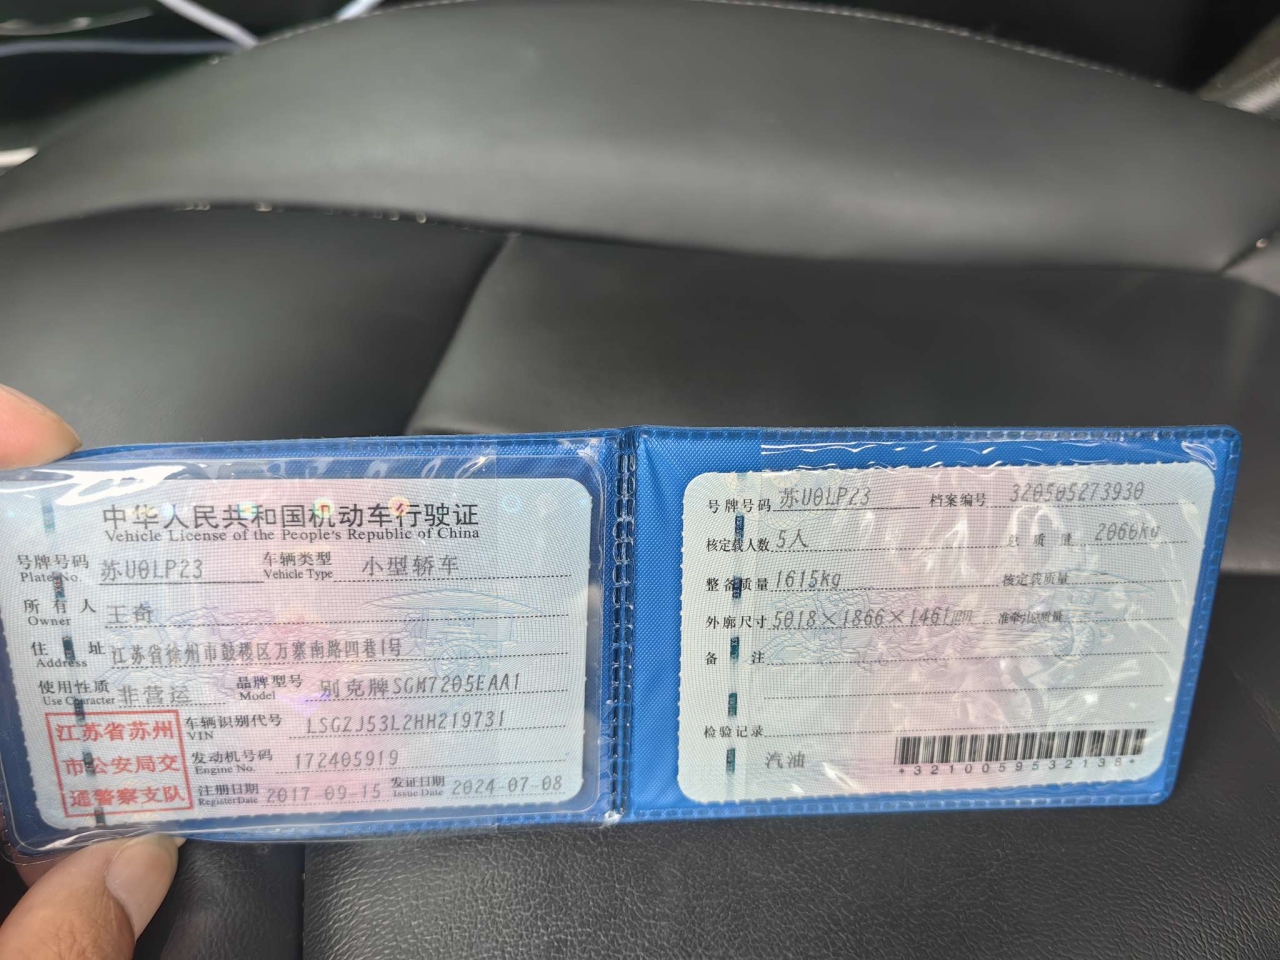 中华人民共和国机动车行驶证
Vehicle License of the People's Republic of China
号牌号码 Plate No. 苏U0LP23 车辆类型 Vehicle Type 小型轿车
所有人 Owner 王奇
住址 Address 江苏省徐州市鼓楼区万寨南路四巷1号
使用性质 Use Character 非营运 品牌型号 Model 别克牌SGM7205EAA1
车辆识别代号 VIN LSGZJ53L2HH219731
发动机号码 Engine No. 172405919
注册日期 Register Date 2017-09-15 发证日期 Issue Date 2024-07-08
江苏省苏州
市公安局交
通警察支队
号牌号码 苏U0LP23 档案编号 320505273930
核定载人数 5人 总质量 2066kg
整备质量 1615kg 核定载质量
外廓尺寸 5018×1866×1461mm 准牵引总质量
备注
检验记录
汽油
*3210059532138*